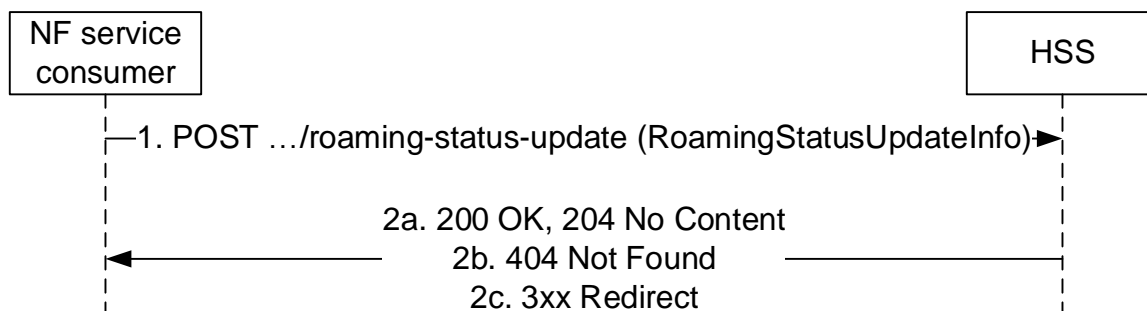 NF service
consumer
HSS
1. POST …/roaming-status-update (RoamingStatusUpdateInfo)
2a. 200 OK, 204 No Content
2b. 404 Not Found
2c. 3xx Redirect